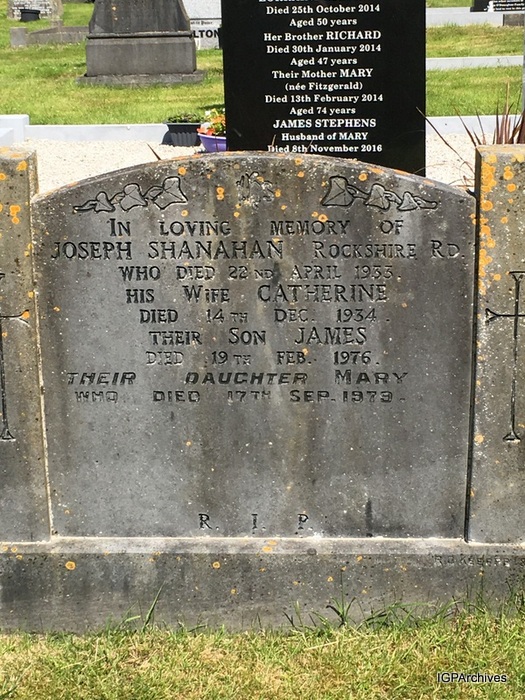 LTON
Died 25th October 2014
Aged 50 years
Her Brother RICHARD
Died 30th January 2014
Aged 47 years
Their Mother MARY
(née Fitzgerald)
Died 13th February 2014
Aged 74 years
JAMES STEPHENS
Husband of MARY
Died 8th November 2016
IN LOVING MEMORY OF
JOSEPH SHANAHAN ROCKSHIRE RD.
WHO DIED 22ND APRIL 1933.
HIS WIFE CATHERINE
DIED 14TH DEC. 1934.
THEIR SON JAMES
DIED 19TH FEB. 1976.
THEIR DAUGHTER MARY
WHO DIED 17TH SEP. 1979.
R. I. P.
IGPArchives